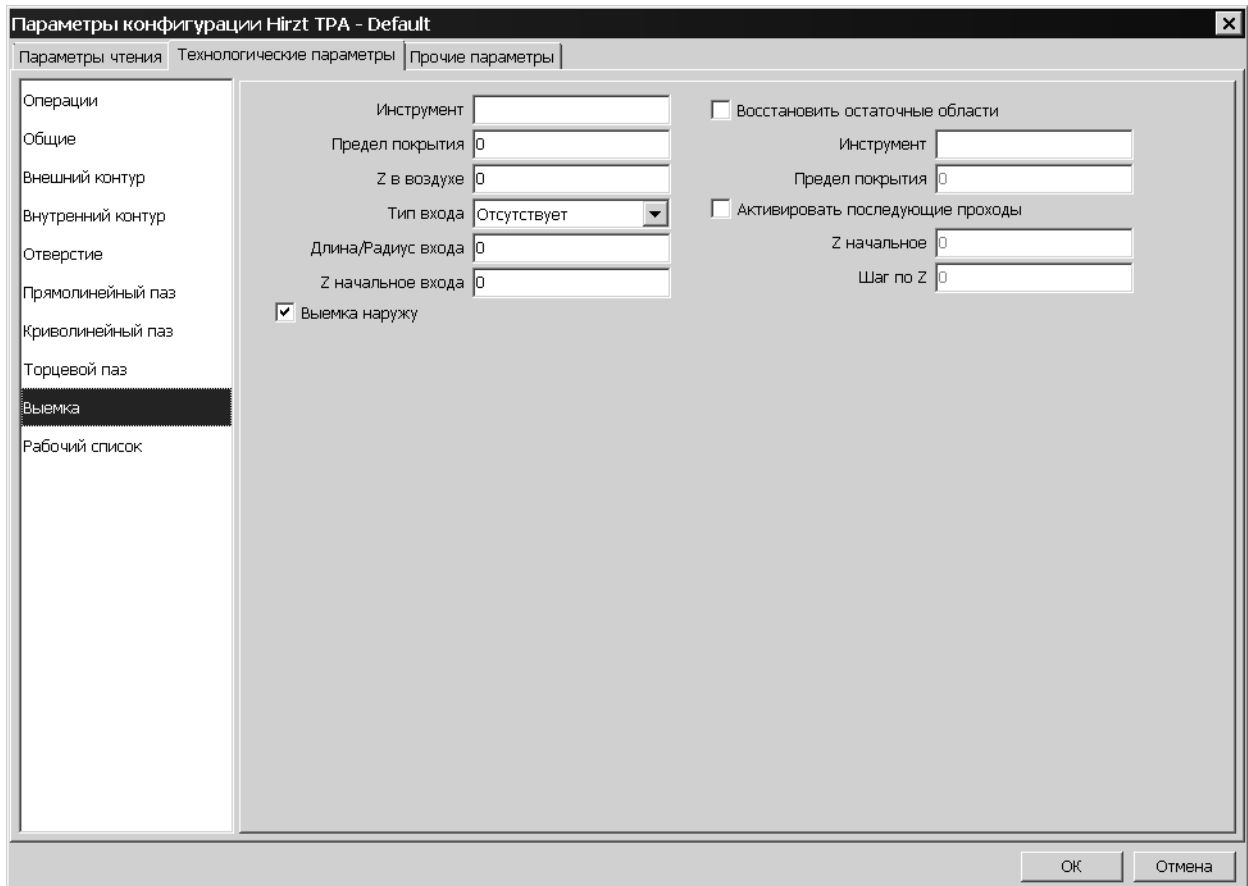 Параметры конфигурации Hirzt TPA - Default
Параметры чтения Технологические параметры Прочие параметры
Операции
Общие
Внешний контур
Внутренний контур
Отверстие
Прямолинейный паз
Криволинейный паз
Торцевой паз
Выемка
Рабочий список
Инструмент
Предел покрытия 0
Z в воздухе 0
Тип входа Отсутствует
Длина/Радиус входа 0
Z начальное входа 0
Выемка наружу
Восстановить остаточные области
Инструмент
Предел покрытия 0
Активировать последующие проходы
Z начальное 0
Шаг по Z 0
ОК Отмена